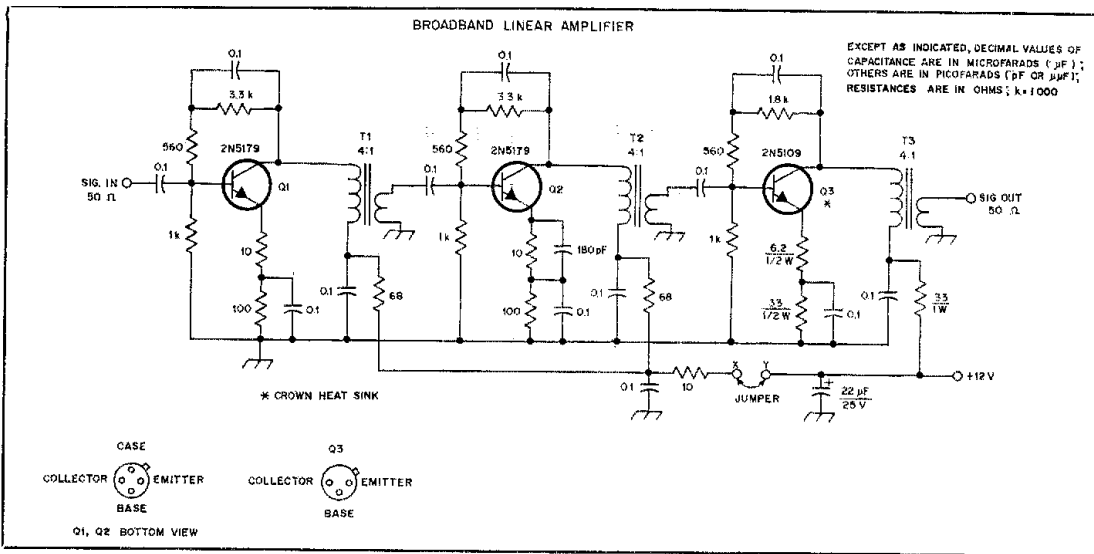 BROADBAND LINEAR AMPLIFIER
EXCEPT AS INDICATED, DECIMAL VALUES OF
CAPACITANCE ARE IN MICROFARADS (µF);
OTHERS ARE IN PICOFARADS (pF OR µµF);
RESISTANCES ARE IN OHMS; k=1000
0.1
3.3 k
560
2N5179
0.1
SIG. IN
50 Ω
Q1
1k
10
100
0.1
T1
4:1
0.1
68
0.1
3.3 k
560
2N5179
0.1
Q2
1k
10
180pF
100
0.1
T2
4:1
0.1
68
0.1
1.8 k
560
2N5109
0.1
Q3
*
1k
6.2
1/2 W
33
1/2 W
0.1
T3
4:1
SIG OUT
50 Ω
0.1
33
1W
0.1
10
X
Y
JUMPER
+
22 µF
25 V
+12V
* CROWN HEAT SINK
CASE
COLLECTOR
EMITTER
BASE
Q1, Q2 BOTTOM VIEW
Q3
COLLECTOR
EMITTER
BASE